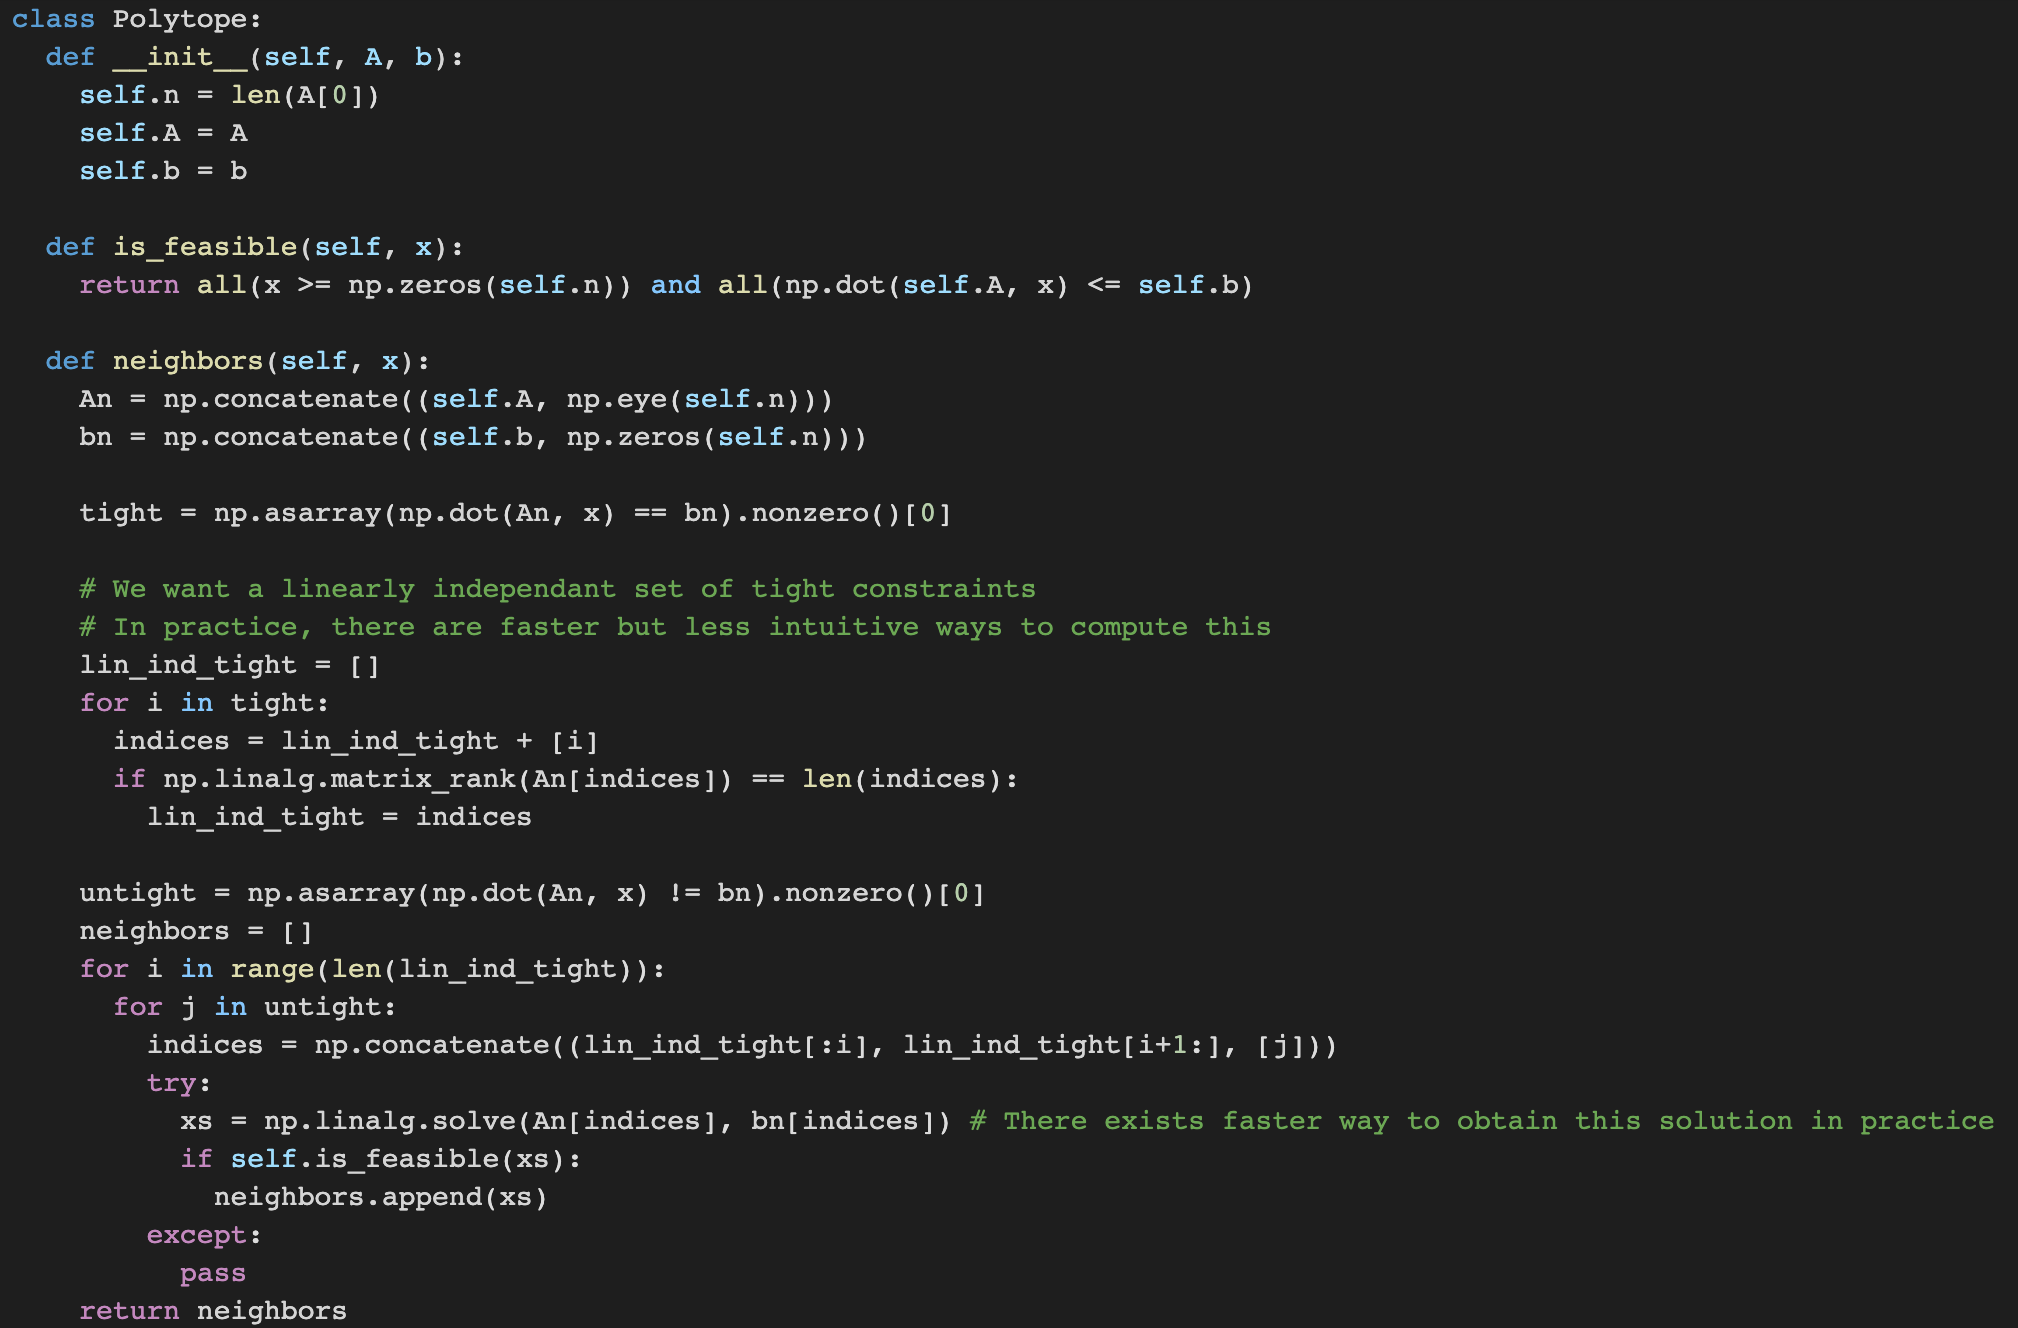 class Polytope:
  def __init__(self, A, b):
    self.n = len(A[0])
    self.A = A
    self.b = b

  def is_feasible(self, x):
    return all(x >= np.zeros(self.n)) and all(np.dot(self.A, x) <= self.b)

  def neighbors(self, x):
    An = np.concatenate((self.A, np.eye(self.n)))
    bn = np.concatenate((self.b, np.zeros(self.n)))

    tight = np.asarray(np.dot(An, x) == bn).nonzero()[0]

    # We want a linearly independant set of tight constraints
    # In practice, there are faster but less intuitive ways to compute this
    lin_ind_tight = []
    for i in tight:
      indices = lin_ind_tight + [i]
      if np.linalg.matrix_rank(An[indices]) == len(indices):
        lin_ind_tight = indices

    untight = np.asarray(np.dot(An, x) != bn).nonzero()[0]
    neighbors = []
    for i in range(len(lin_ind_tight)):
      for j in untight:
        indices = np.concatenate((lin_ind_tight[:i], lin_ind_tight[i+1:], [j]))
        try:
          xs = np.linalg.solve(An[indices], bn[indices]) # There exists faster way to obtain this solution in practice
          if self.is_feasible(xs):
            neighbors.append(xs)
        except:
          pass
    return neighbors